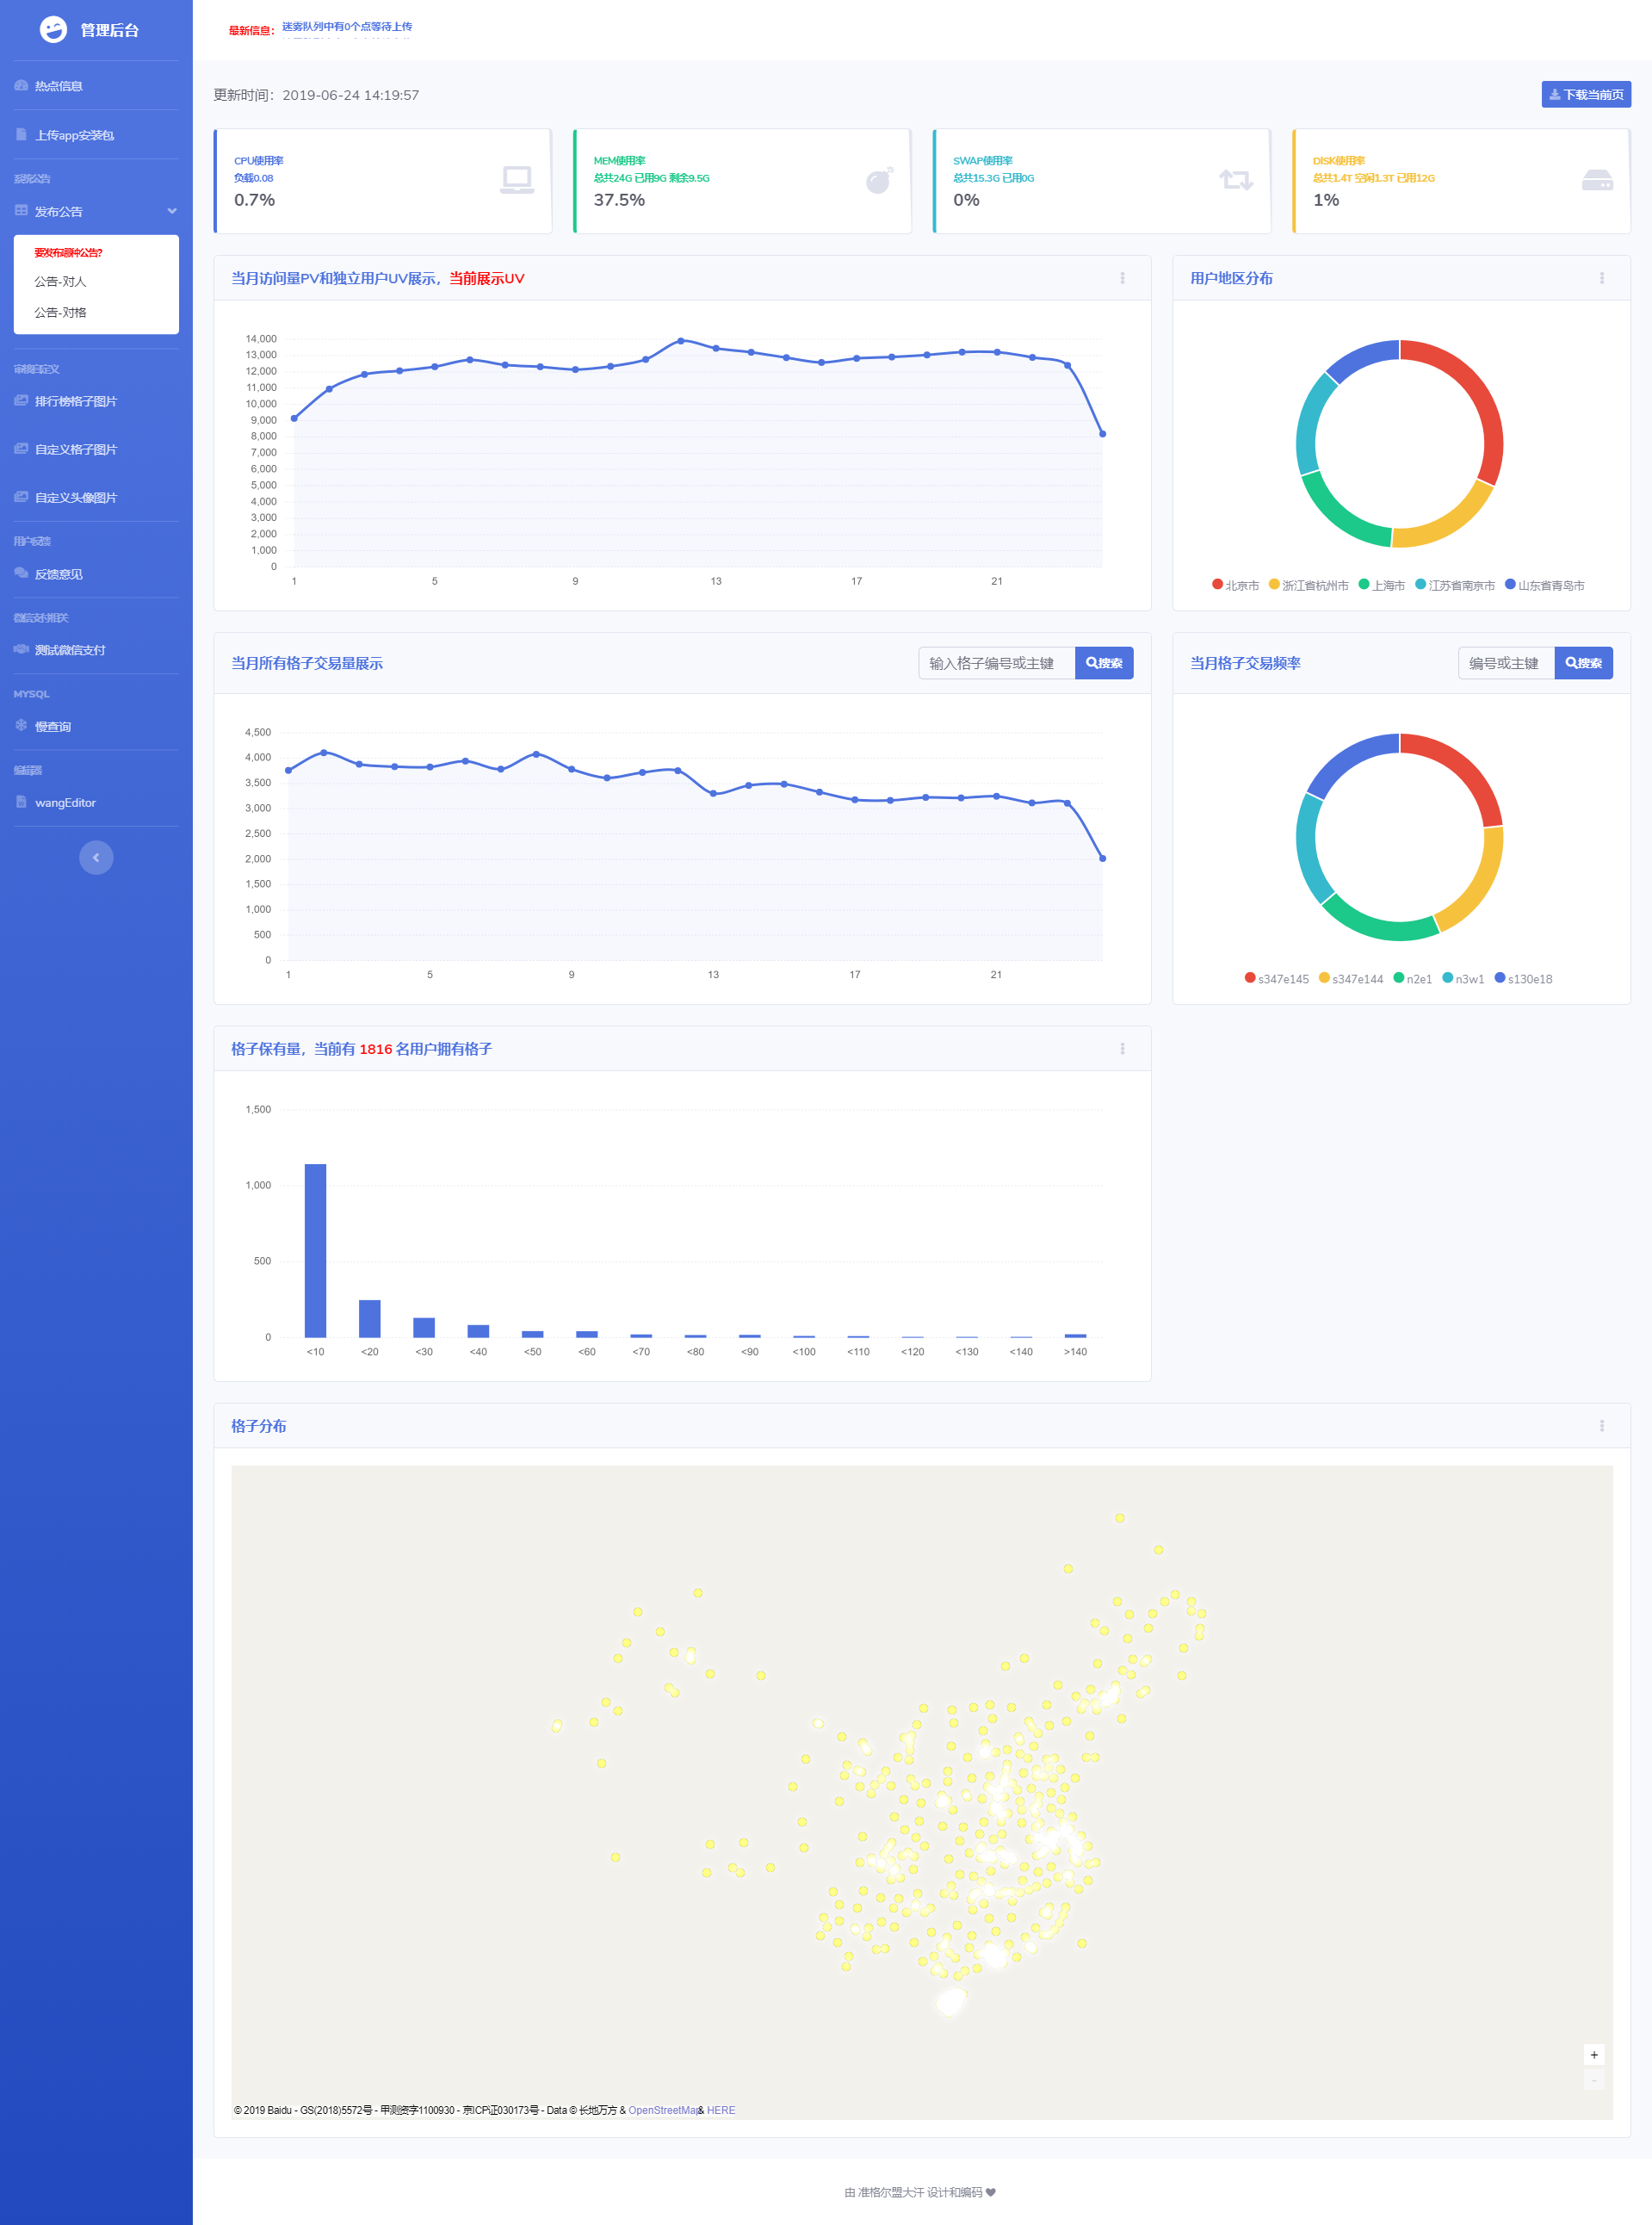 管理后台
热点信息
上传app安装包
系统公告
发布公告
要发布哪种公告?
公告-对人
公告-对格
审核自定义
排行榜格子图片
自定义格子图片
自定义头像图片
用户反馈
反馈意见
微信支付相关
测试微信支付
MYSQL
慢查询
编辑器
wangEditor
最新信息：
迷雾队列中有0个点等待上传
更新时间：2019-06-24 14:19:57
下载当前页
CPU使用率
负载0.08
0.7%
MEM使用率
总共24G 已用9G 剩余9.5G
37.5%
SWAP使用率
总共15.3G 已用0G
0%
DISK使用率
总共1.4T 空闲1.3T 已用12G
1%
当月访问量PV和独立用户UV展示，当前展示UV
14,000
13,000
12,000
11,000
10,000
9,000
8,000
7,000
6,000
5,000
4,000
3,000
2,000
1,000
0
1 5 9 13 17 21
用户地区分布
北京市 浙江省杭州市 上海市 江苏省南京市 山东省青岛市
当月所有格子交易量展示
输入格子编号或主键
搜索
4,500
4,000
3,500
3,000
2,500
2,000
1,500
1,000
500
0
1 5 9 13 17 21
当月格子交易频率
编号或主键
搜索
s347e145 s347e144 n2e1 n3w1 s130e18
格子保有量，当前有 1816 名用户拥有格子
1,500
1,000
500
0
<10 <20 <30 <40 <50 <60 <70 <80 <90 <100 <110 <120 <130 <140 >140
格子分布
+
-
© 2019 Baidu - GS(2018)5572号 - 甲测资字1100930 - 京ICP证030173号 - Data © 长地万方 & OpenStreetMap & HERE
由 准格尔盟大汗 设计和编码